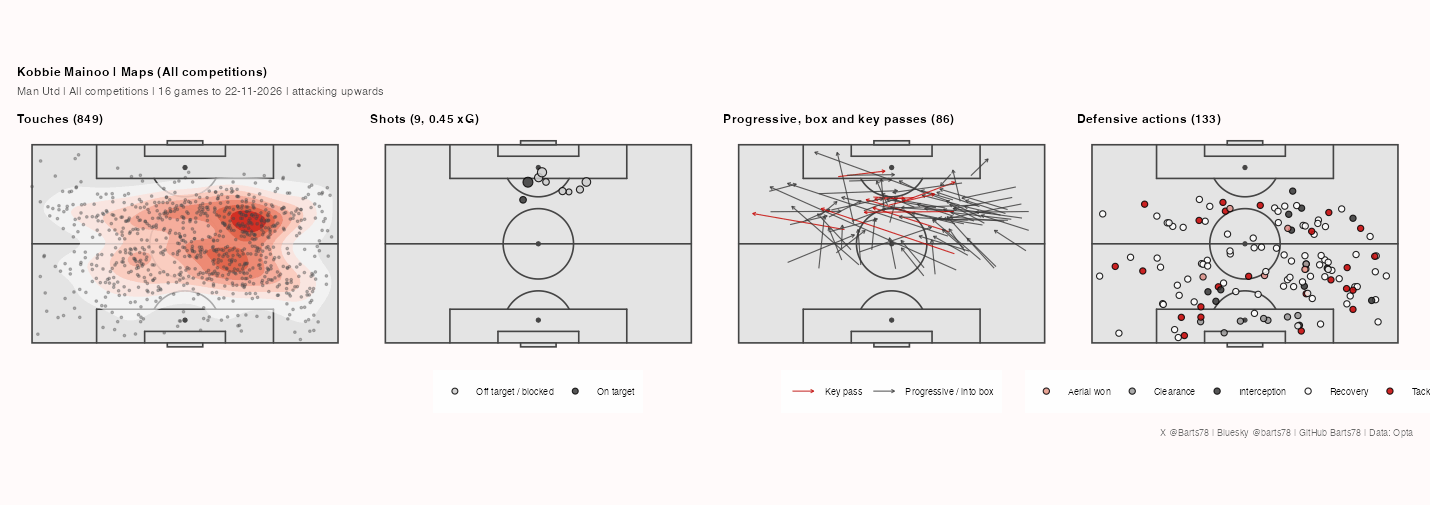 Kobbie Mainoo | Maps (All competitions)
Man Utd | All competitions | 16 games to 22-11-2026 | attacking upwards
Touches (849)
Shots (9, 0.45 xG)
Progressive, box and key passes (86)
Defensive actions (133)
Off target / blocked
On target
Key pass
Progressive / into box
Aerial won
Clearance
Interception
Recovery
Tack
X @Barts78 | Bluesky @barts78 | GitHub Barts78 | Data: Opta